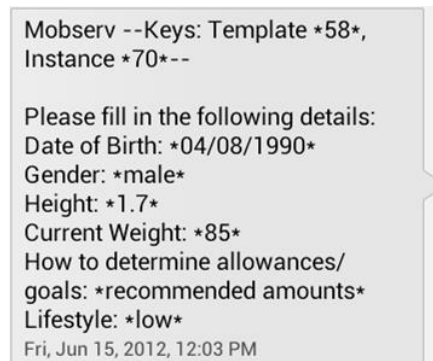 Mobserv --Keys: Template *58*,
Instance *70*--
Please fill in the following details:
Date of Birth: *04/08/1990*
Gender: *male*
Height: *1.7*
Current Weight: *85*
How to determine allowances/
goals: *recommended amounts*
Lifestyle: *low*
Fri, Jun 15, 2012, 12:03 PM